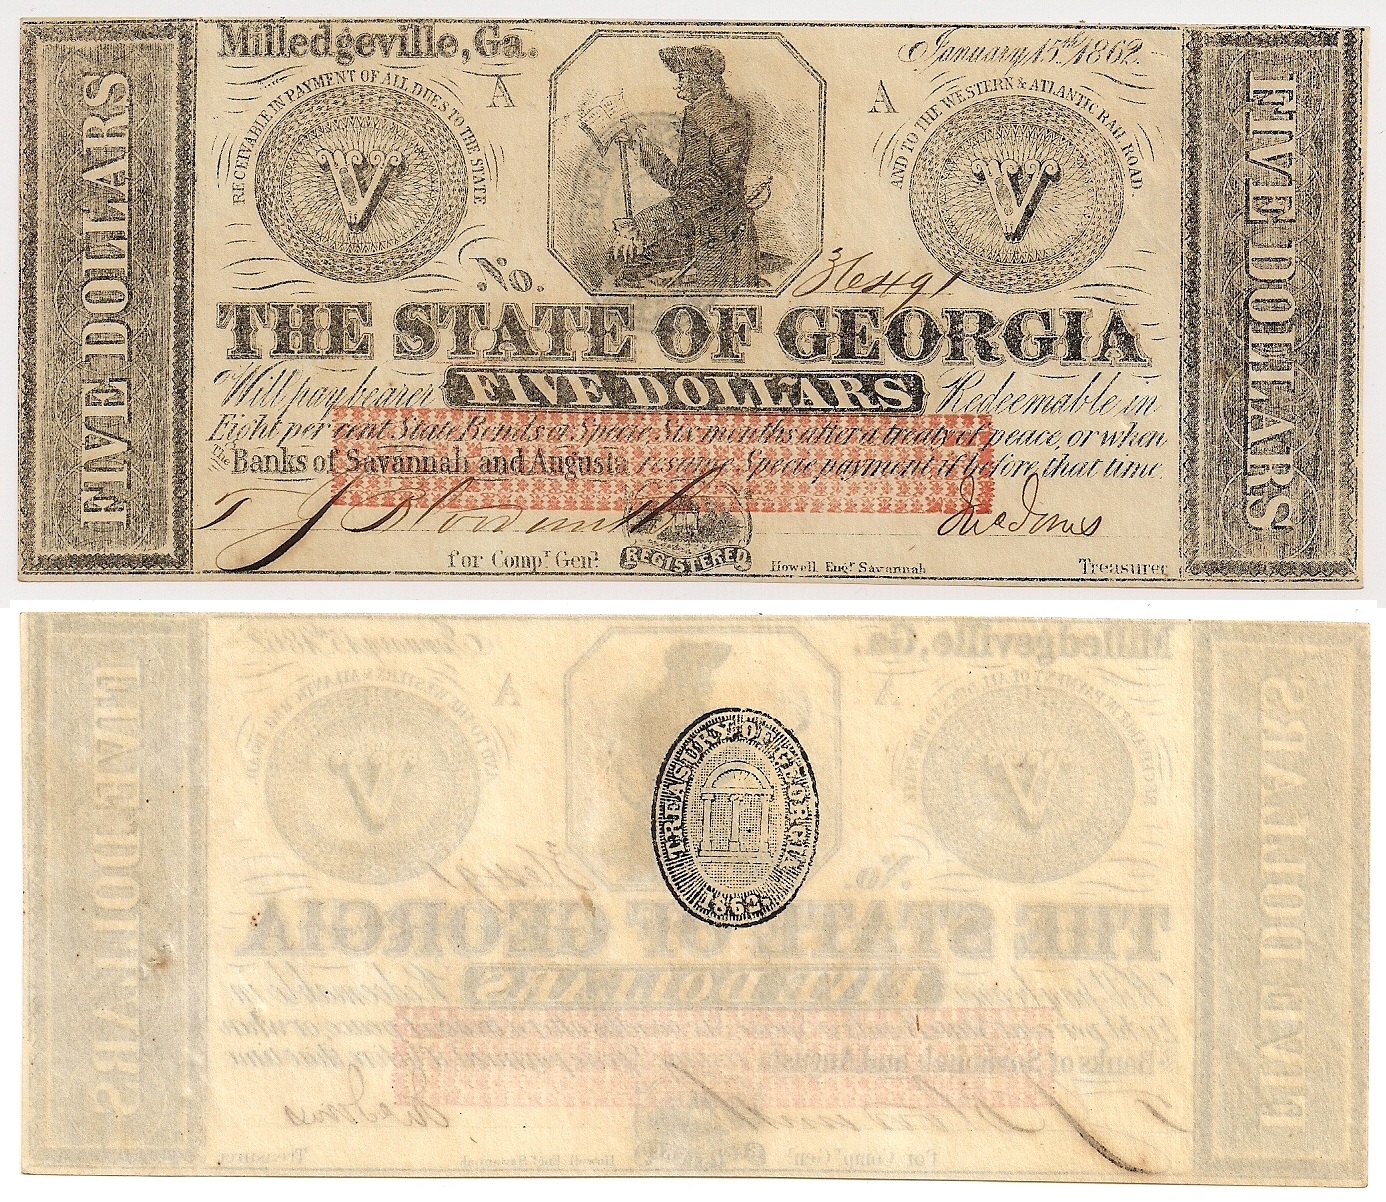 Milledgeville, Ga.
January 15th 1862.
FIVE DOLLARS
RECEIVABLE IN PAYMENT OF ALL DUES TO THE STATE
A
A
AND TO THE WESTERN & ATLANTIC RAIL ROAD.
FIVE DOLLARS
V
V
No. 36491
THE STATE OF GEORGIA
Will pay bearer FIVE DOLLARS Redeemable in
Eight per cent State Bonds or Specie Six months after a treaty of peace, or when
the Banks of Savannah and Augusta resume Specie payment if before that time.
for Compr. Genl.
REGISTERED
Howell, Engr. Savannah
Treasurer
TREASURY OF GEORGIA
1862